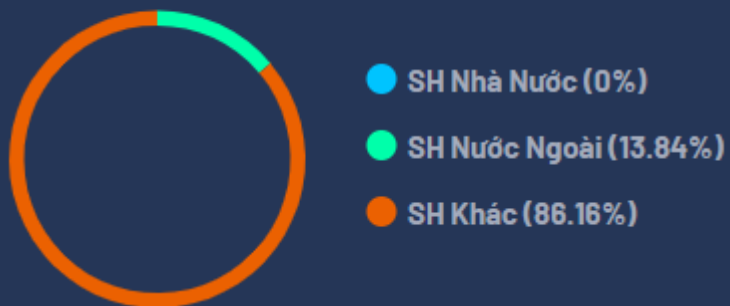 SH Nhà Nước (0%)
SH Nước Ngoài (13.84%)
SH Khác (86.16%)